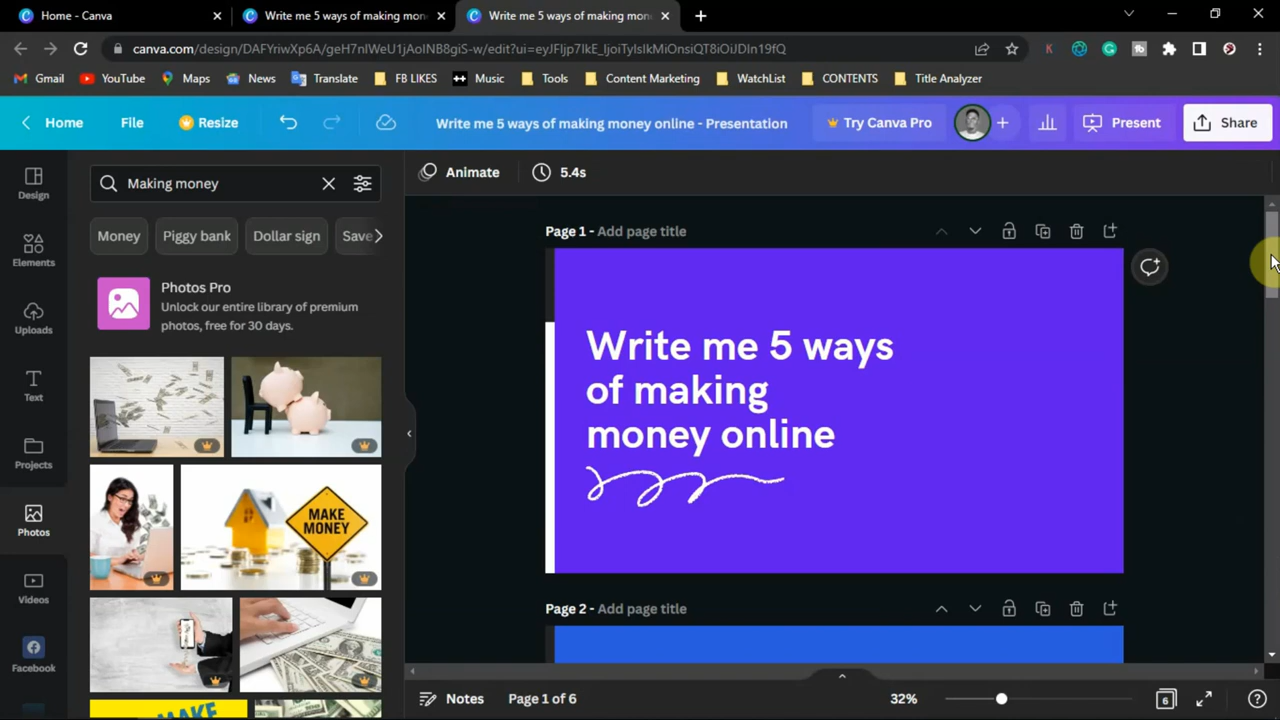 Home - Canva
Write me 5 ways of making mon
Write me 5 ways of making mon
canva.com/design/DAFYriwXp6A/geH7nlWeU1jAoINB8giS-w/edit?ui=eyJFIjp7IkE_IjoiTylsIkMiOnsiQT8iOiJDIn19fQ
Gmail
YouTube
Maps
News
Translate
FB LIKES
Music
Tools
Content Marketing
WatchList
CONTENTS
Title Analyzer
Home
File
Resize
Write me 5 ways of making money online - Presentation
Try Canva Pro
Present
Share
Design
Elements
Uploads
Text
Projects
Photos
Videos
Facebook
Making money
Money
Piggy bank
Dollar sign
Save
Photos Pro
Unlock our entire library of premium
photos, free for 30 days.
MAKE
MONEY
MAKE
Animate
5.4s
Page 1 - Add page title
Write me 5 ways
of making
money online
Page 2 - Add page title
Notes
Page 1 of 6
32%
6